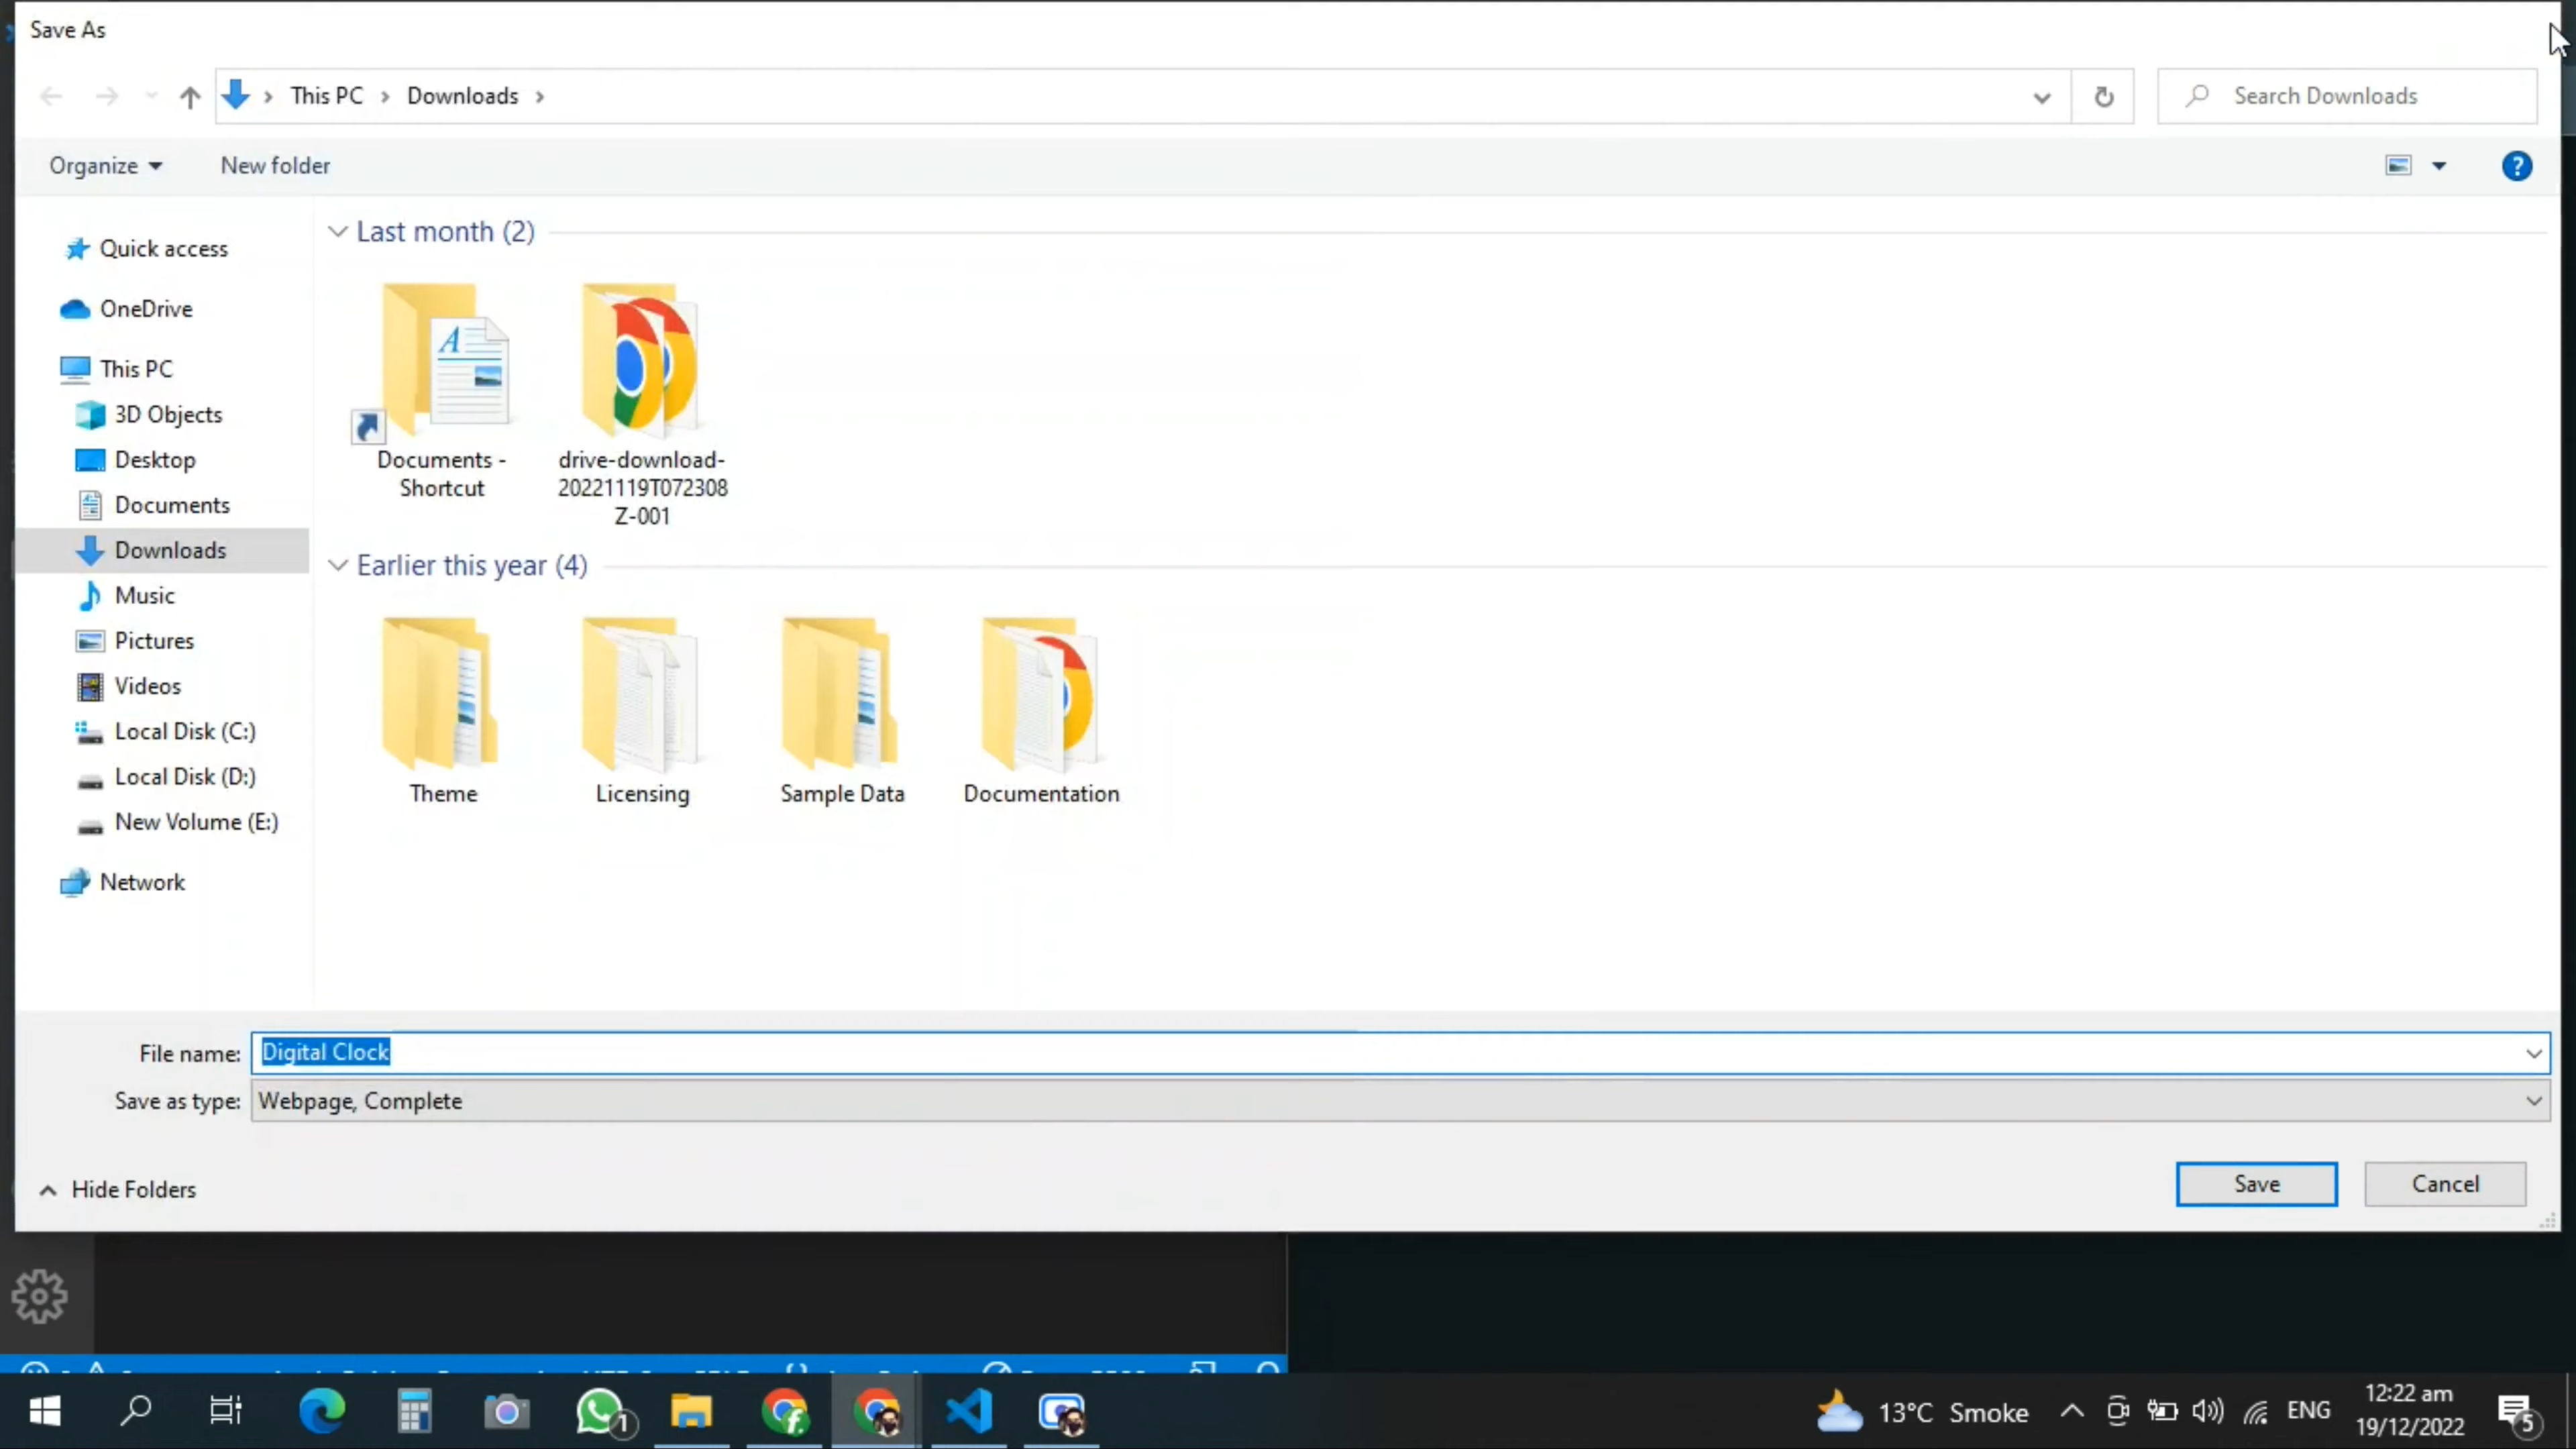 Save As
This PC
Downloads
Search Downloads
Organize
New folder
Quick access
OneDrive
This PC
3D Objects
Desktop
Documents
Downloads
Music
Pictures
Videos
Local Disk (C:)
Local Disk (D:)
New Volume (E:)
Network
Last month (2)
Documents -
Shortcut
drive-download-
20221119T072308
Z-001
Earlier this year (4)
Theme
Licensing
Sample Data
Documentation
File name: Digital Clock
Save as type: Webpage, Complete
Hide Folders
Save
Cancel
1
13°C Smoke
ENG
12:22 am
19/12/2022
5